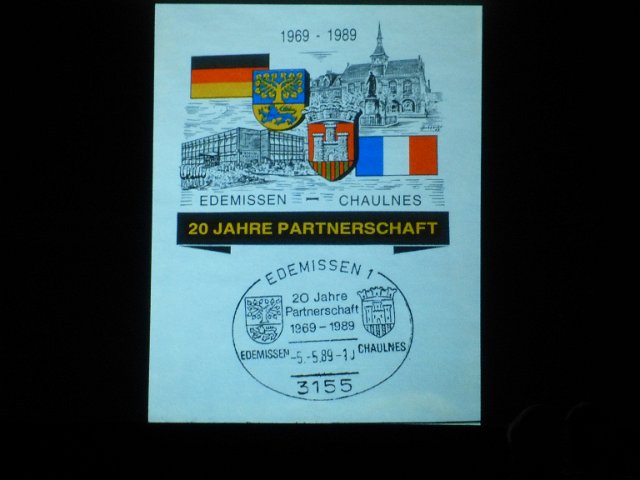 1969 - 1989
EDEMISSEN - CHAULNES
20 JAHRE PARTNERSCHAFT
EDEMISSEN 1
20 Jahre
Partnerschaft
1969-1989
EDEMISSEN -5.-5.89-1 CHAULNES
3155